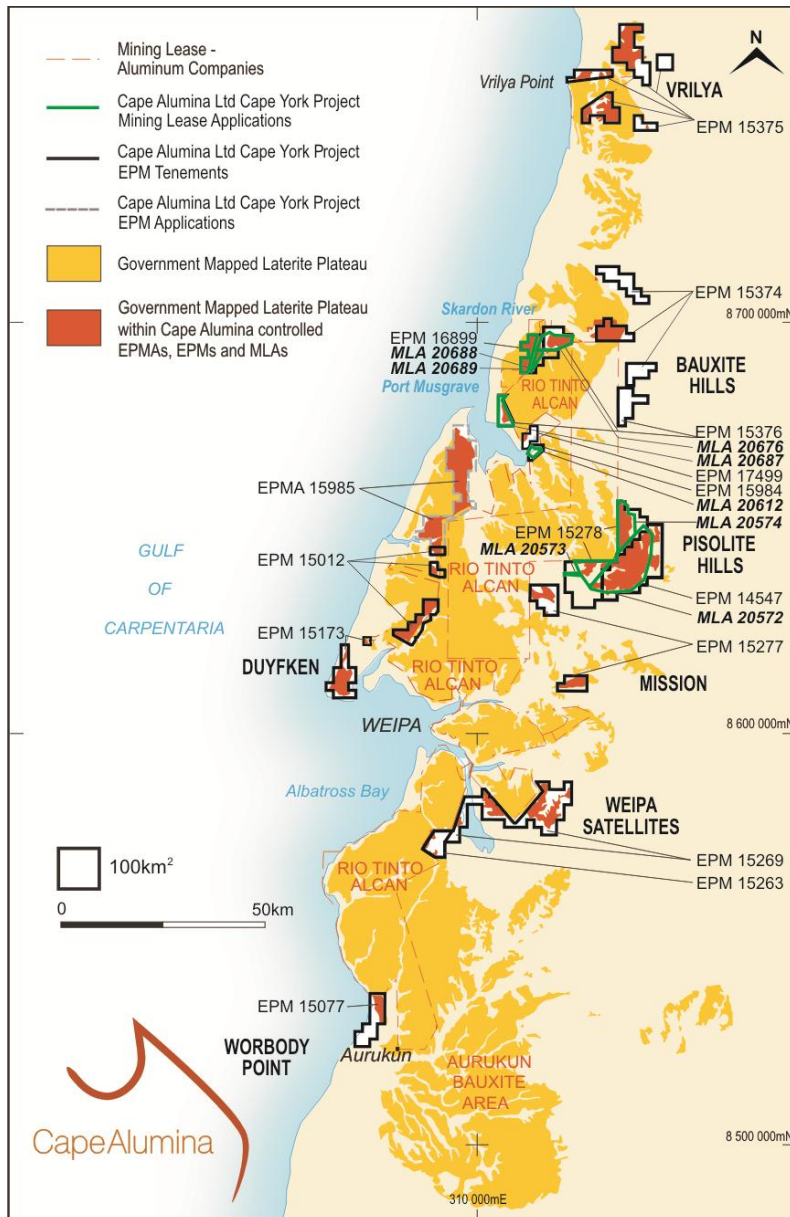 Mining Lease -
Aluminum Companies
Cape Alumina Ltd Cape York Project
Mining Lease Applications
Cape Alumina Ltd Cape York Project
EPM Tenements
Cape Alumina Ltd Cape York Project
EPM Applications
Government Mapped Laterite Plateau
Government Mapped Laterite Plateau
within Cape Alumina controlled
EPMAs, EPMs and MLAs
N
Vrilya Point
VRILYA
EPM 15375
EPM 15374
Skardon River
8 700 000mN
EPM 16899
MLA 20688
MLA 20689
Port Musgrave
RIO TINTO
ALCAN
BAUXITE
HILLS
EPM 15376
MLA 20676
MLA 20687
EPM 17499
EPM 15984
MLA 20612
MLA 20574
EPMA 15985
EPM 15278
MLA 20573
PISOLITE
HILLS
GULF
OF
CARPENTARIA
EPM 15012
RIO TINTO
ALCAN
EPM 14547
MLA 20572
EPM 15173
EPM 15277
DUYFKEN
RIO TINTO
ALCAN
MISSION
WEIPA
8 600 000mN
Albatross Bay
WEIPA
SATELLITES
100km²
RIO TINTO
ALCAN
EPM 15269
EPM 15263
0 50km
EPM 15077
WORBODY
POINT
Aurukun
AURUKUN
BAUXITE
AREA
CapeAlumina
8 500 000mN
310 000mE